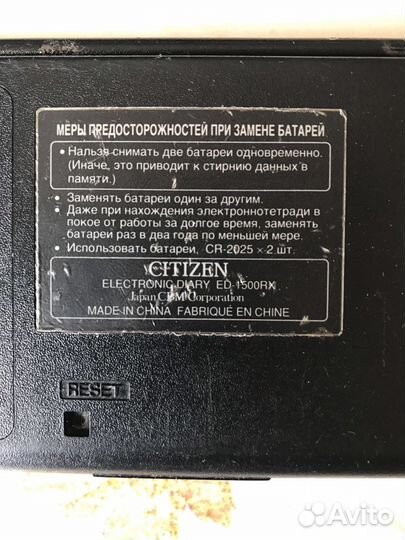 МЕРЫ ПРЕДОСТОРОЖНОСТЕЙ ПРИ ЗАМЕНЕ БАТАРЕЙ
• Нальзя снимать две батареи одновременно.
(Иначе, это приводит к стирнию данных в
памяти.)
• Заменять батареи один за другим.
• Даже при нахождения электроннотетради в
покое от работы за долгое время, заменять
батареи раз в два года по меньшей мере.
• Использовать батареи, CR-2025 × 2 шт.
CITIZEN
ELECTRONIC DIARY ED-1500RX
Japan CBM Corporation
MADE IN CHINA FABRIQUÉ EN CHINE
RESET
Avito